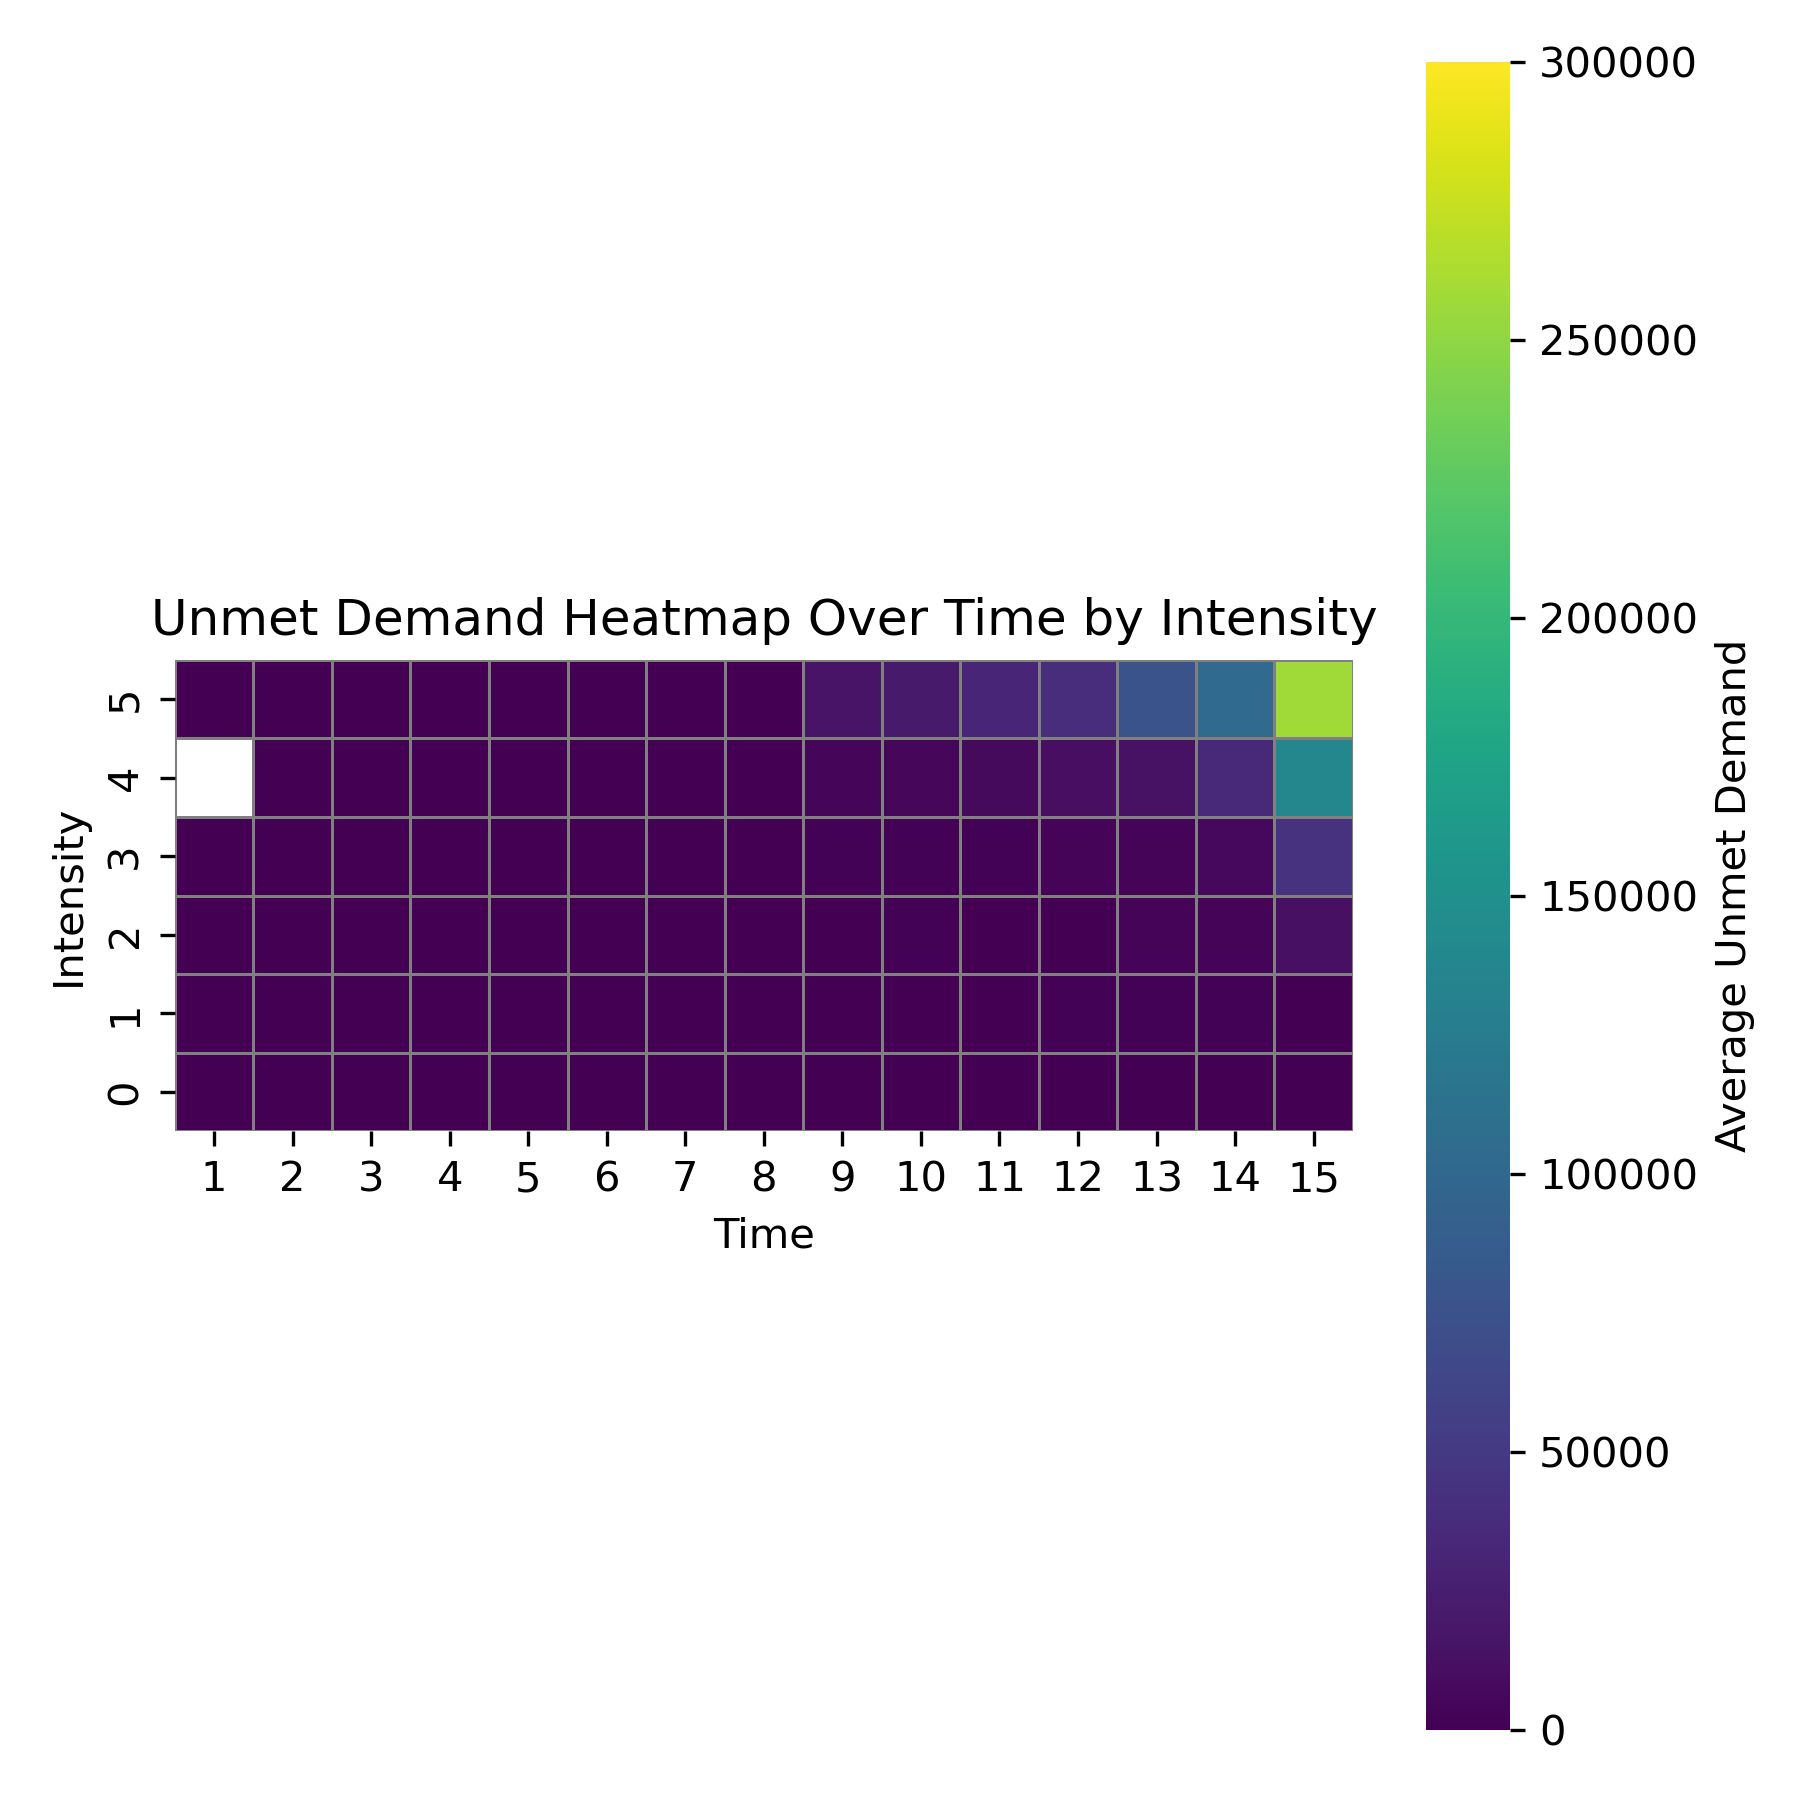 Unmet Demand Heatmap Over Time by Intensity
Intensity
5
4
3
2
1
0
1 2 3 4 5 6 7 8 9 10 11 12 13 14 15
Time
300000
250000
200000
150000
100000
50000
0
Average Unmet Demand